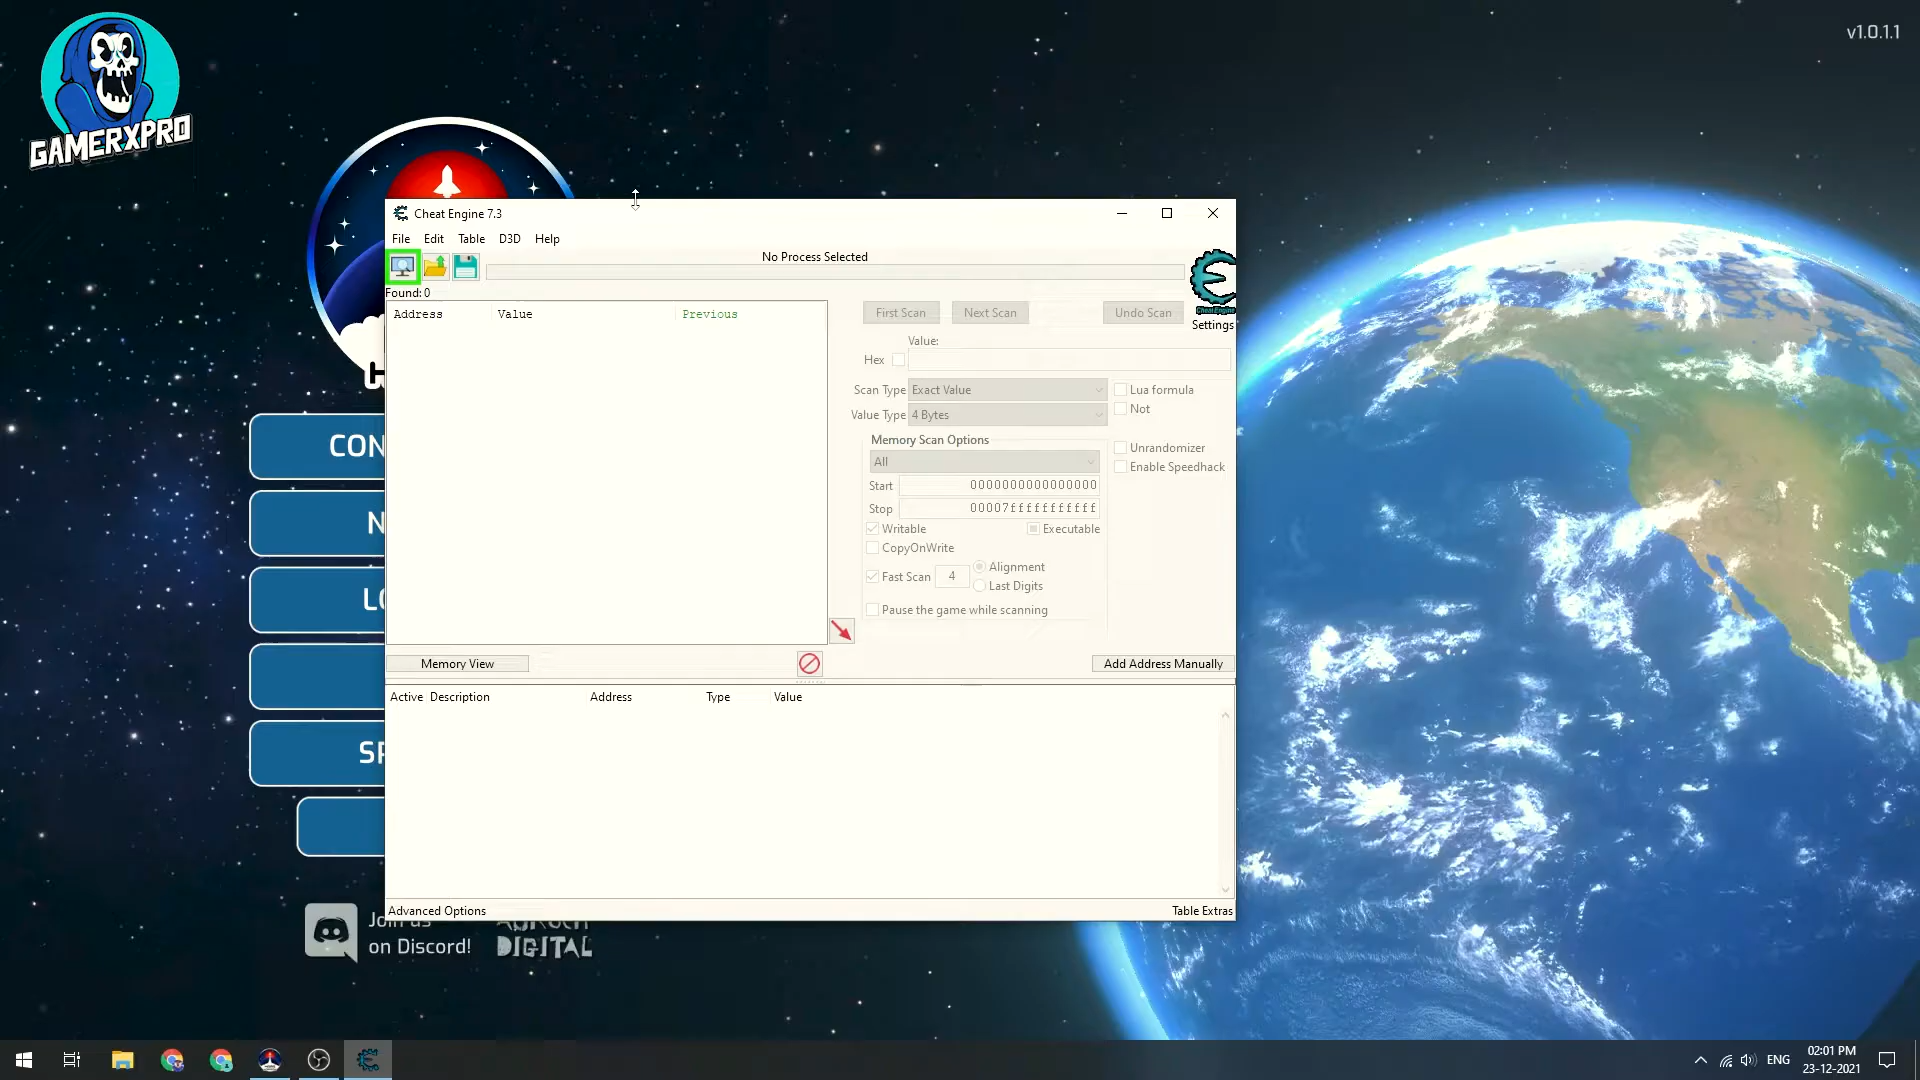 v1.0.1.1
GAMERXPRO
Cheat Engine 7.3
File Edit Table D3D Help
No Process Selected
Found: 0
Address Value Previous
First Scan Next Scan Undo Scan
Cheat Engine
Settings
Value:
Hex
Scan Type Exact Value Lua formula
Value Type 4 Bytes Not
Memory Scan Options
All
Unrandomizer
Enable Speedhack
Start 0000000000000000
Stop 00007fffffffffff
Writable Executable
CopyOnWrite
Fast Scan 4 Alignment
Last Digits
Pause the game while scanning
Memory View Add Address Manually
Active Description Address Type Value
Advanced Options Table Extras
CON
N
LO
SP
Join us
on Discord!
DIGITAL
ENG
02:01 PM
23-12-2021